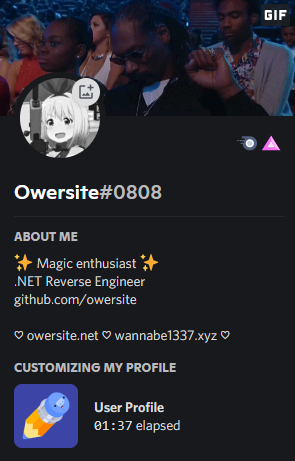 GIF
Owersite#0808
ABOUT ME
✨ Magic enthusiast ✨
.NET Reverse Engineer
github.com/owersite
♡ owersite.net ♡ wannabe1337.xyz ♡
CUSTOMIZING MY PROFILE
User Profile
01:37 elapsed